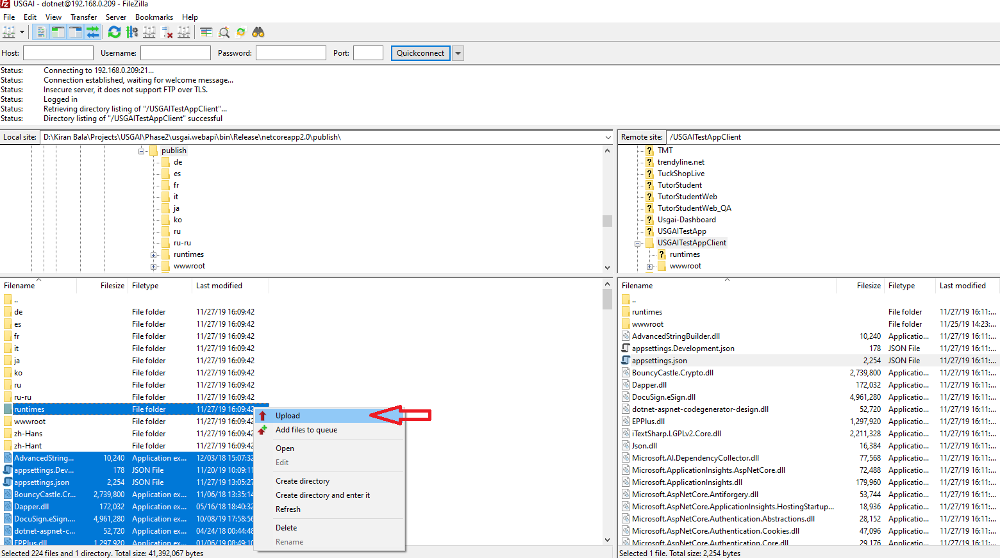 USGAI - dotnet@192.168.0.209 - FileZilla
File Edit View Transfer Server Bookmarks Help
Host: Username: Password: Port: Quickconnect
Status: Connecting to 192.168.0.209:21...
Status: Connection established, waiting for welcome message...
Status: Insecure server, it does not support FTP over TLS.
Status: Logged in
Status: Retrieving directory listing of "/USGAITestAppClient"...
Status: Directory listing of "/USGAITestAppClient" successful
Local site: D:\Kiran Bala\Projects\USGAI\Phase2\usgai.webapi\bin\Release\netcoreapp2.0\publish\
publish
de
es
fr
it
ja
ko
ru
ru-ru
runtimes
wwwroot
Remote site: /USGAITestAppClient
TMT
trendyline.net
TuckShopLive
TutorStudent
TutorStudentWeb
TutorStudentWeb_QA
Usgai-Dashboard
USGAITestApp
USGAITestAppClient
runtimes
wwwroot
Filename Filesize Filetype Last modified
..
de File folder 11/27/19 16:09:42
es File folder 11/27/19 16:09:42
fr File folder 11/27/19 16:09:42
it File folder 11/27/19 16:09:42
ja File folder 11/27/19 16:09:42
ko File folder 11/27/19 16:09:42
ru File folder 11/27/19 16:09:42
ru-ru File folder 11/27/19 16:09:42
runtimes File folder 11/27/19 16:09:42
wwwroot File folder 11/27/19 16:09:42
zh-Hans File folder 11/27/19 16:09:42
zh-Hant File folder 11/27/19 16:09:42
AdvancedString... 10,240 Application ex... 12/03/18 15:07:32
appsettings.Dev... 178 JSON File 11/20/19 10:09:11
appsettings.json 2,254 JSON File 11/27/19 13:05:27
BouncyCastle.Cr... 2,739,800 Application ex... 11/06/18 13:35:14
Dapper.dll 172,032 Application ex... 05/16/18 18:40:32
DocuSign.eSign.... 4,961,280 Application ex... 10/08/19 17:58:56
dotnet-aspnet-c... 52,720 Application ex... 04/24/18 00:44:48
EPPlus.dll 1,297,920 Application ex... 01/06/19 08:49:10
Upload
Add files to queue
Open
Edit
Create directory
Create directory and enter it
Refresh
Delete
Rename
Selected 224 files and 1 directory. Total size: 41,392,067 bytes
Filename Filesize Filetype Last modified
..
runtimes File folder 11/27/19 16:11:...
wwwroot File folder 11/25/19 14:23:...
AdvancedStringBuilder.dll 10,240 Applicatio... 11/27/19 16:11:...
appsettings.Development.json 178 JSON File 11/27/19 16:11:...
appsettings.json 2,254 JSON File 11/27/19 16:11:...
BouncyCastle.Crypto.dll 2,739,800 Applicatio... 11/27/19 16:11:...
Dapper.dll 172,032 Applicatio... 11/27/19 16:11:...
DocuSign.eSign.dll 4,961,280 Applicatio... 11/27/19 16:11:...
dotnet-aspnet-codegenerator-design.dll 52,720 Applicatio... 11/27/19 16:11:...
EPPlus.dll 1,297,920 Applicatio... 11/27/19 16:11:...
iTextSharp.LGPLv2.Core.dll 2,211,328 Applicatio... 11/27/19 16:11:...
Json.dll 16,384 Applicatio... 11/27/19 16:11:...
Microsoft.AI.DependencyCollector.dll 77,568 Applicatio... 11/27/19 16:11:...
Microsoft.ApplicationInsights.AspNetCore.dll 72,488 Applicatio... 11/27/19 16:11:...
Microsoft.ApplicationInsights.dll 179,960 Applicatio... 11/27/19 16:11:...
Microsoft.AspNetCore.Antiforgery.dll 53,744 Applicatio... 11/27/19 16:11:...
Microsoft.AspNetCore.ApplicationInsights.HostingStartup... 18,936 Applicatio... 11/27/19 16:11:...
Microsoft.AspNetCore.Authentication.Abstractions.dll 28,152 Applicatio... 11/27/19 16:11:...
Microsoft.AspNetCore.Authentication.Cookies.dll 47,096 Applicatio... 11/27/19 16:11:...
Microsoft.AspNetCore.Authentication.Core.dll 29,176 Applicatio... 11/27/19 16:11:...
Selected 1 file. Total size: 2,254 bytes